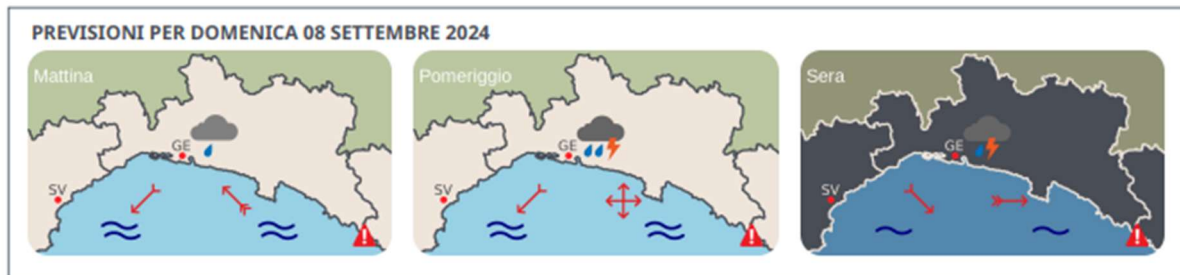 PREVISIONI PER DOMENICA 08 SETTEMBRE 2024
Mattina
GE
SV
Pomeriggio
GE
SV
Sera
GE
SV